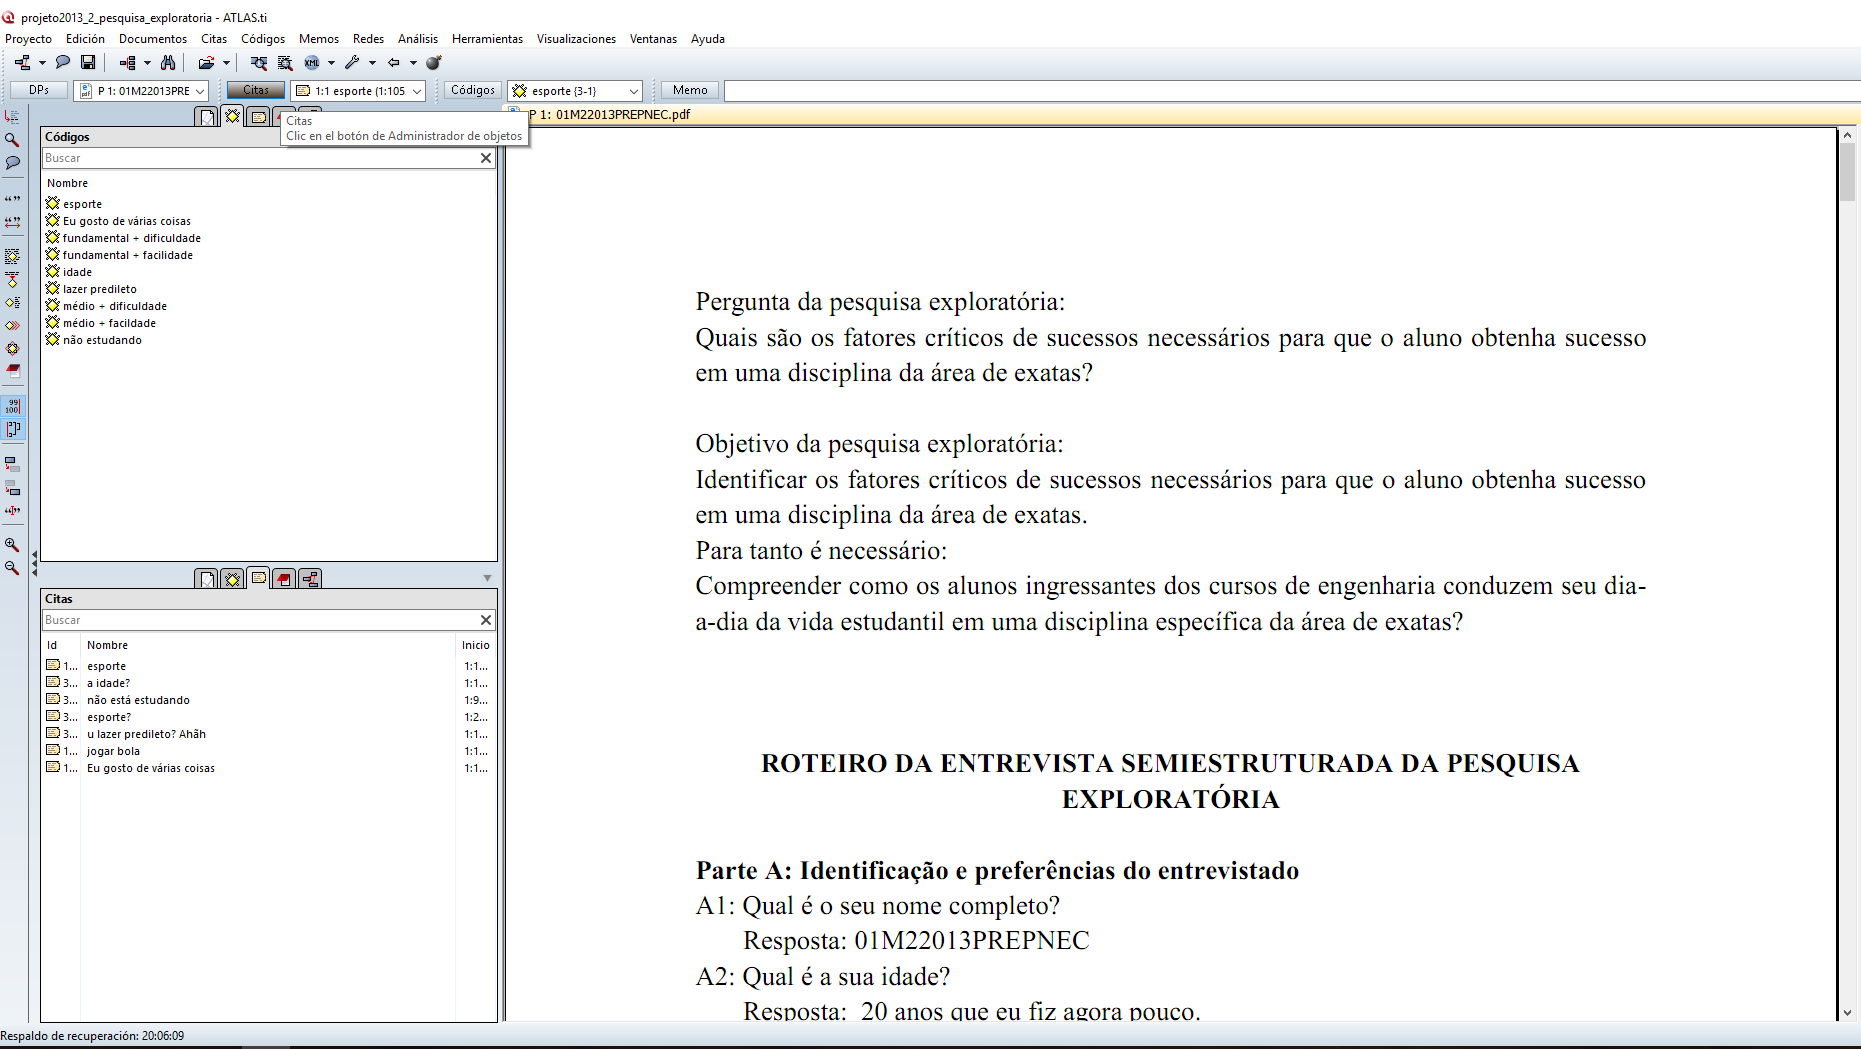 projeto2013_2_pesquisa_exploratoria - ATLAS.ti
Proyecto Edición Documentos Citas Códigos Memos Redes Análisis Herramientas Visualizaciones Ventanas Ayuda
DPs P 1: 01M22013PRE Citas 1:1 esporte (1:105 Códigos esporte {3-1} Memo
P 1: 01M22013PREPNEC.pdf
Citas
Clic en el botón de Administrador de objetos
Códigos
Buscar
Nombre
esporte
Eu gosto de várias coisas
fundamental + dificuldade
fundamental + facilidade
idade
lazer predileto
médio + dificuldade
médio + facildade
não estudando
Citas
Buscar
Id Nombre Inicio
1... esporte 1:1...
3... a idade? 1:1...
3... não está estudando 1:9...
3... esporte? 1:2...
3... u lazer predileto? Ahãh 1:1...
1... jogar bola 1:1...
1... Eu gosto de várias coisas 1:1...
Pergunta da pesquisa exploratória:
Quais são os fatores críticos de sucessos necessários para que o aluno obtenha sucesso
em uma disciplina da área de exatas?
Objetivo da pesquisa exploratória:
Identificar os fatores críticos de sucessos necessários para que o aluno obtenha sucesso
em uma disciplina da área de exatas.
Para tanto é necessário:
Compreender como os alunos ingressantes dos cursos de engenharia conduzem seu dia-
a-dia da vida estudantil em uma disciplina específica da área de exatas?
ROTEIRO DA ENTREVISTA SEMIESTRUTURADA DA PESQUISA
EXPLORATÓRIA
Parte A: Identificação e preferências do entrevistado
A1: Qual é o seu nome completo?
Resposta: 01M22013PREPNEC
A2: Qual é a sua idade?
Resposta: 20 anos que eu fiz agora pouco.
Respaldo de recuperación: 20:06:09